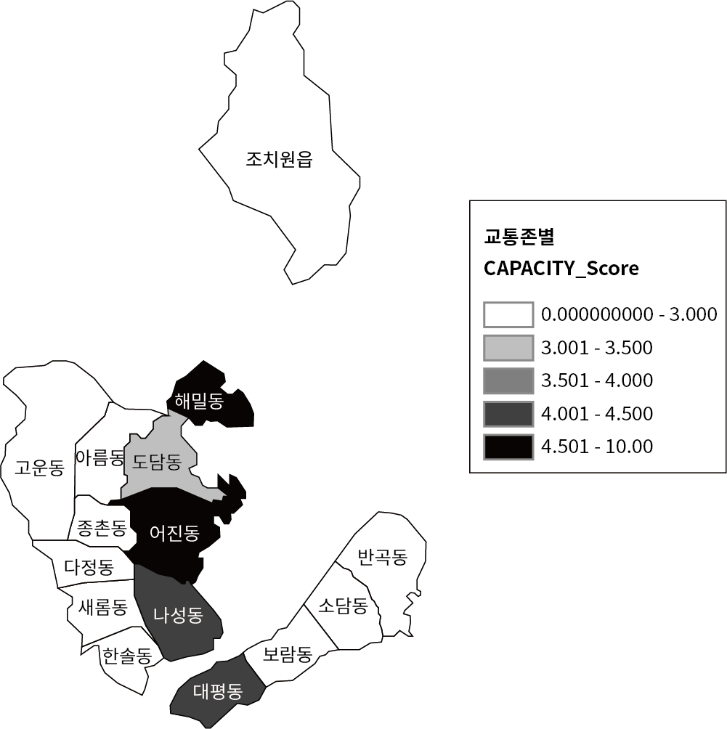 조치원읍
교통존별
CAPACITY_Score
0.000000000 - 3.000
3.001 - 3.500
3.501 - 4.000
4.001 - 4.500
4.501 - 10.00
해밀동
고운동
아름동
도담동
종촌동
어진동
다정동
반곡동
새롬동
나성동
소담동
한솔동
보람동
대평동